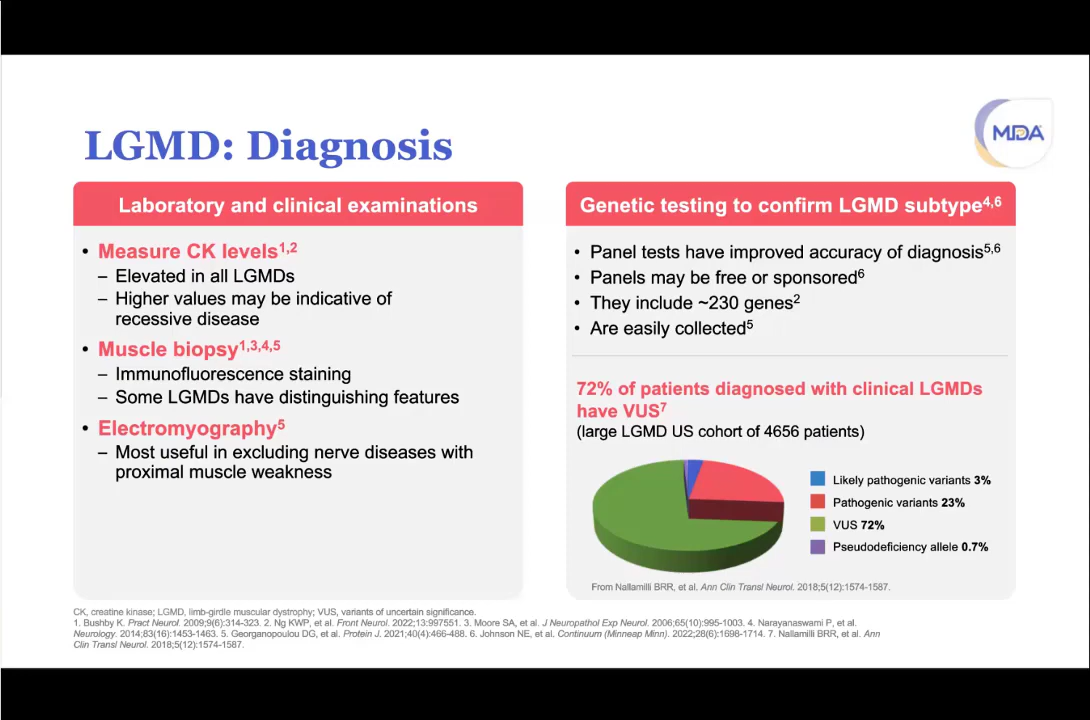 LGMD: Diagnosis
MDA
Laboratory and clinical examinations
• Measure CK levels1,2
– Elevated in all LGMDs
– Higher values may be indicative of
recessive disease
• Muscle biopsy1,3,4,5
– Immunofluorescence staining
– Some LGMDs have distinguishing features
• Electromyography5
– Most useful in excluding nerve diseases with
proximal muscle weakness
Genetic testing to confirm LGMD subtype4,6
• Panel tests have improved accuracy of diagnosis5,6
• Panels may be free or sponsored6
• They include ~230 genes2
• Are easily collected5
72% of patients diagnosed with clinical LGMDs
have VUS7
(large LGMD US cohort of 4656 patients)
Likely pathogenic variants 3%
Pathogenic variants 23%
VUS 72%
Pseudodeficiency allele 0.7%
From Nallamilli BRR, et al. Ann Clin Transl Neurol. 2018;5(12):1574-1587.
CK, creatine kinase; LGMD, limb-girdle muscular dystrophy; VUS, variants of uncertain significance.
1. Bushby K. Pract Neurol. 2009;9(6):314-323. 2. Ng KWP, et al. Front Neurol. 2022;13:997551. 3. Moore SA, et al. J Neuropathol Exp Neurol. 2006;65(10):995-1003. 4. Narayanaswami P, et al.
Neurology. 2014;83(16):1453-1463. 5. Georganopoulou DG, et al. Protein J. 2021;40(4):466-488. 6. Johnson NE, et al. Continuum (Minneap Minn). 2022;28(6):1698-1714. 7. Nallamilli BRR, et al. Ann
Clin Transl Neurol. 2018;5(12):1574-1587.